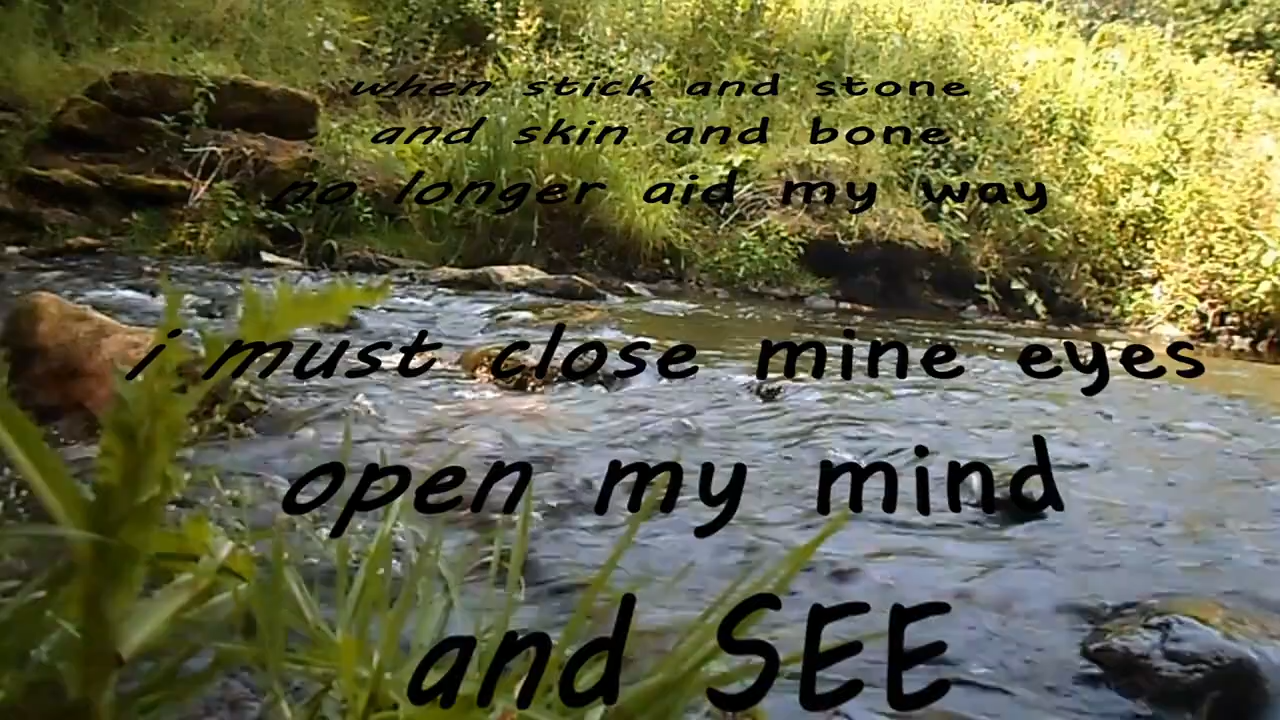 when stick and stone
and skin and bone
no longer aid my way
i must close mine eyes
open my mind
and SEE